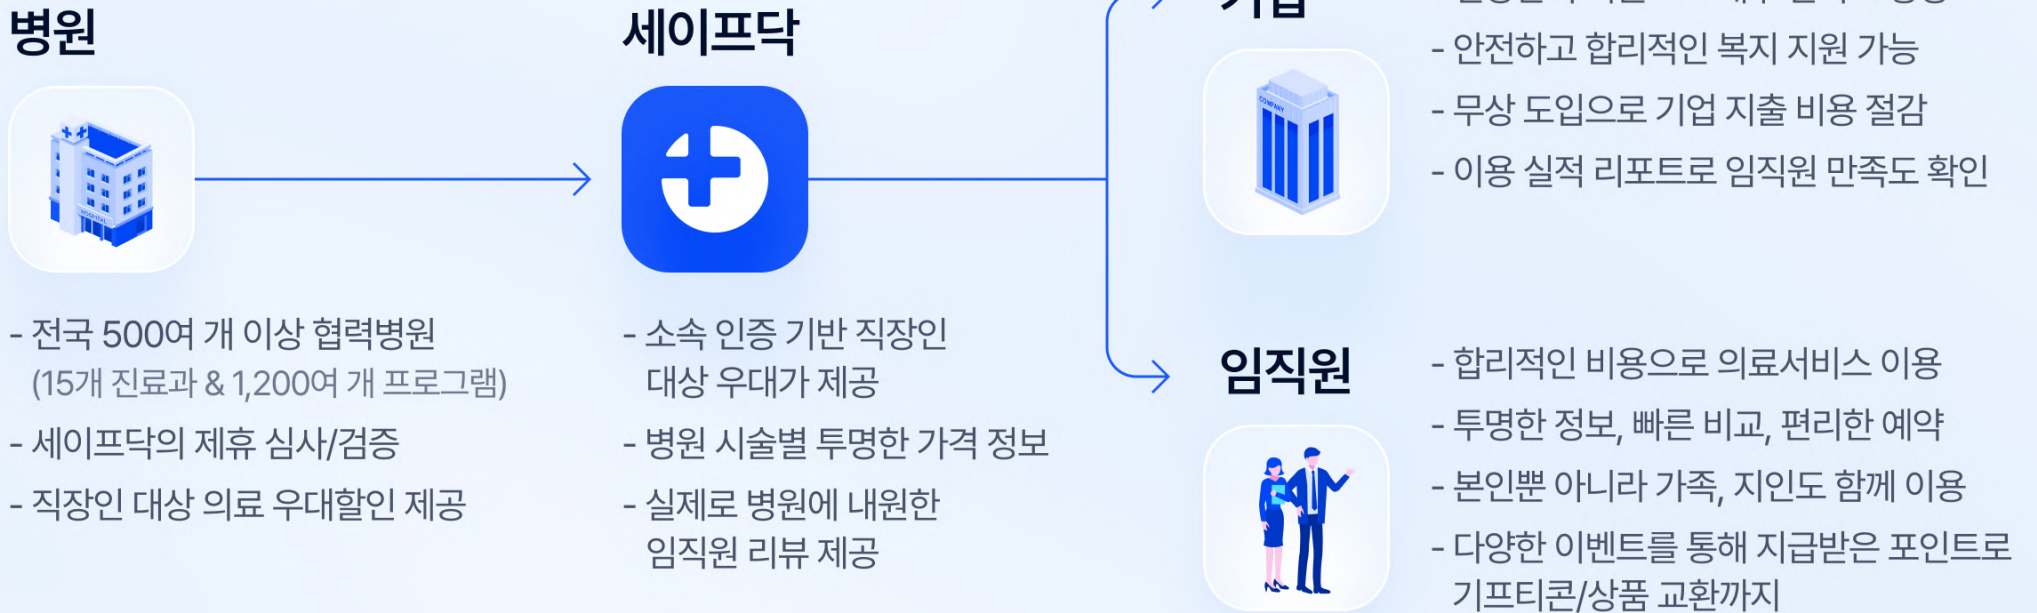 병원
HOSPITAL
- 전국 500여 개 이상 협력병원
(15개 진료과 & 1,200여 개 프로그램)
- 세이프닥의 제휴 심사/검증
- 직장인 대상 의료 우대할인 제공
세이프닥
- 소속 인증 기반 직장인
대상 우대가 제공
- 병원 시술별 투명한 가격 정보
- 실제로 병원에 내원한
임직원 리뷰 제공
기업
COMPANY
- 안전하고 합리적인 복지 지원 가능
- 무상 도입으로 기업 지출 비용 절감
- 이용 실적 리포트로 임직원 만족도 확인
임직원
- 합리적인 비용으로 의료서비스 이용
- 투명한 정보, 빠른 비교, 편리한 예약
- 본인뿐 아니라 가족, 지인도 함께 이용
- 다양한 이벤트를 통해 지급받은 포인트로
기프티콘/상품 교환까지